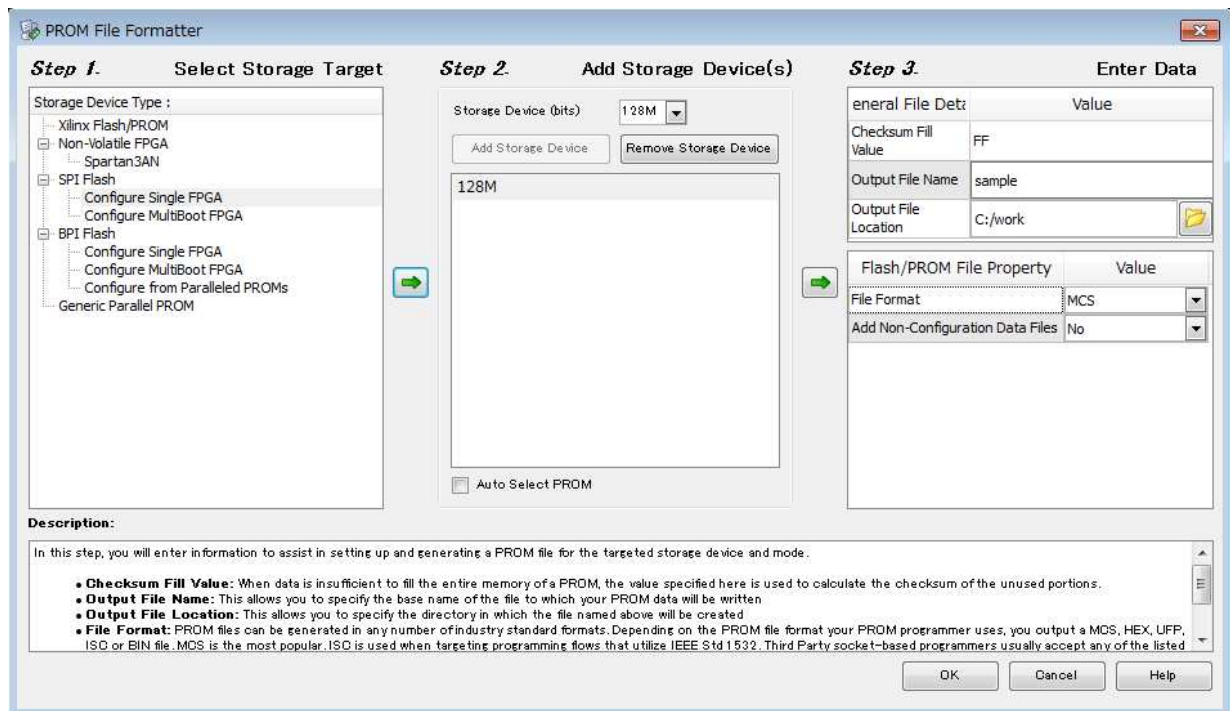 PROM File Formatter
Step 1. Select Storage Target
Storage Device Type :
Xilinx Flash/PROM
Non-Volatile FPGA
Spartan3AN
SPI Flash
Configure Single FPGA
Configure MultiBoot FPGA
BPI Flash
Configure Single FPGA
Configure MultiBoot FPGA
Configure from Paralleled PROMs
Generic Parallel PROM
Step 2. Add Storage Device(s)
Storage Device (bits) 128M
Add Storage Device Remove Storage Device
128M
Auto Select PROM
Step 3. Enter Data
eneral File Deta Value
Checksum Fill Value FF
Output File Name sample
Output File Location C:/work
Flash/PROM File Property Value
File Format MCS
Add Non-Configuration Data Files No
Description:
In this step, you will enter information to assist in setting up and generating a PROM file for the targeted storage device and mode.
• Checksum Fill Value: When data is insufficient to fill the entire memory of a PROM, the value specified here is used to calculate the checksum of the unused portions.
• Output File Name: This allows you to specify the base name of the file to which your PROM data will be written
• Output File Location: This allows you to specify the directory in which the file named above will be created
• File Format: PROM files can be generated in any number of industry standard formats. Depending on the PROM file format your PROM programmer uses, you output a MCS, HEX, UFP,
ISC or BIN file. MCS is the most popular. ISC is used when targeting programming flows that utilize IEEE Std 1532. Third Party socket-based programmers usually accept any of the listed
OK Cancel Help